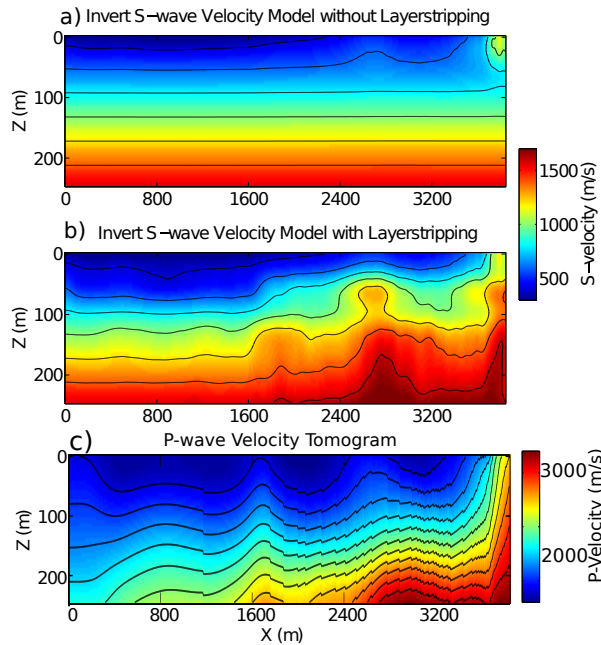 a) Invert S-wave Velocity Model without Layerstripping
0
100
200
Z (m)
0 800 1600 2400 3200
1500
1000
500
S-velocity (m/s)
b) Invert S-wave Velocity Model with Layerstripping
0
100
200
Z (m)
0 800 1600 2400 3200
c) P-wave Velocity Tomogram
0
100
200
Z (m)
0 800 1600 2400 3200
X (m)
3000
2000
P-Velocity (m/s)